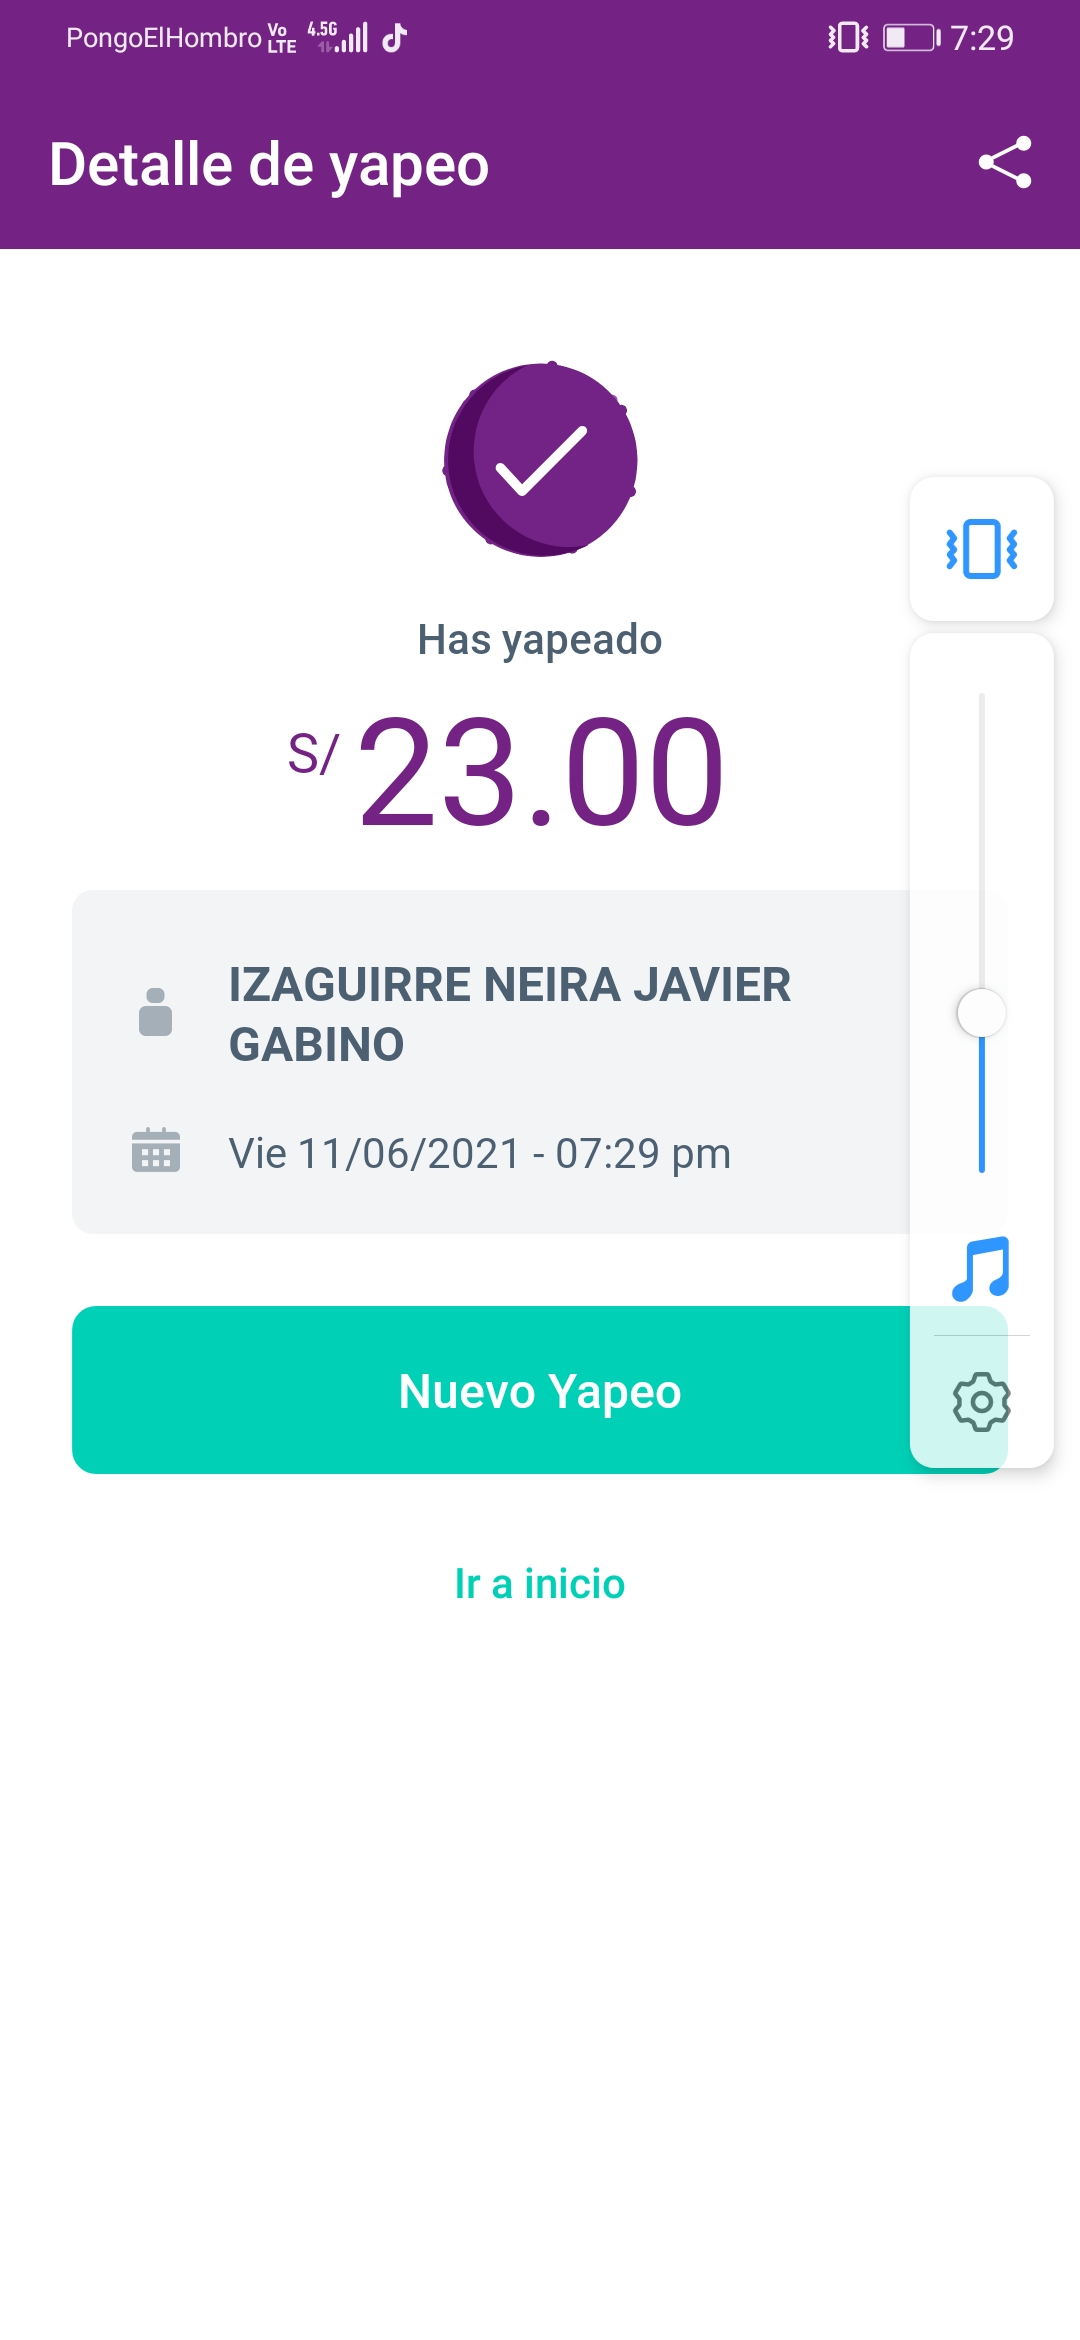 PongoElHombro Vo LTE 4.5G 7:29
Detalle de yapeo
Has yapeado
S/ 23.00
IZAGUIRRE NEIRA JAVIER
GABINO
Vie 11/06/2021 - 07:29 pm
Nuevo Yapeo
Ir a inicio